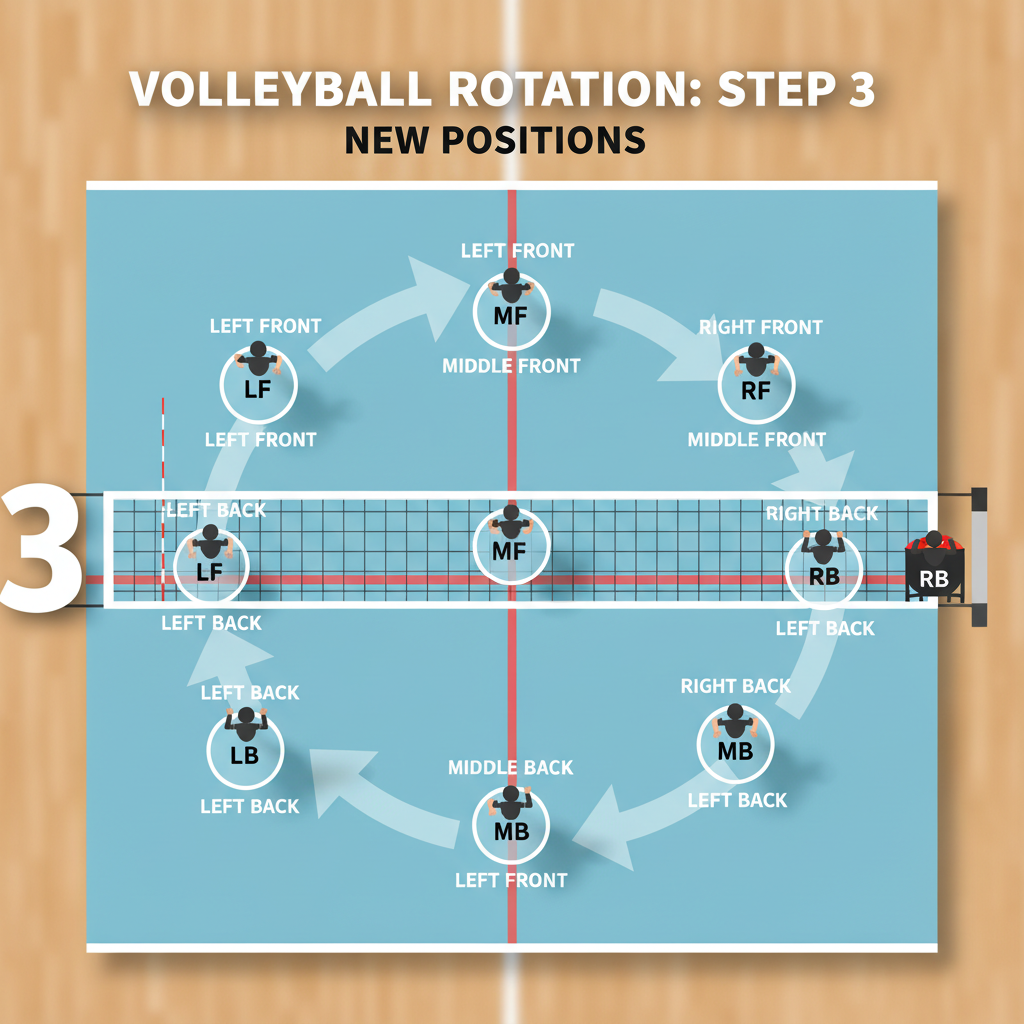 VOLLEYBALL ROTATION: STEP 3
NEW POSITIONS
LEFT FRONT
MF
MIDDLE FRONT
LEFT FRONT
LF
LEFT FRONT
RIGHT FRONT
RF
MIDDLE FRONT
3
LEFT BACK
LF
LEFT BACK
MF
RIGHT BACK
RB
LEFT BACK
RB
LEFT BACK
LB
LEFT BACK
RIGHT BACK
MB
LEFT BACK
MIDDLE BACK
MB
LEFT FRONT